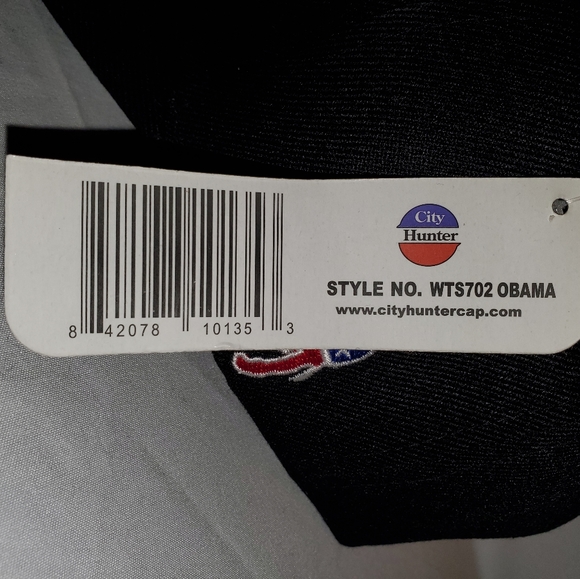 City
Hunter
STYLE NO. WTS702 OBAMA
www.cityhuntercap.com
8 42078 10135 3